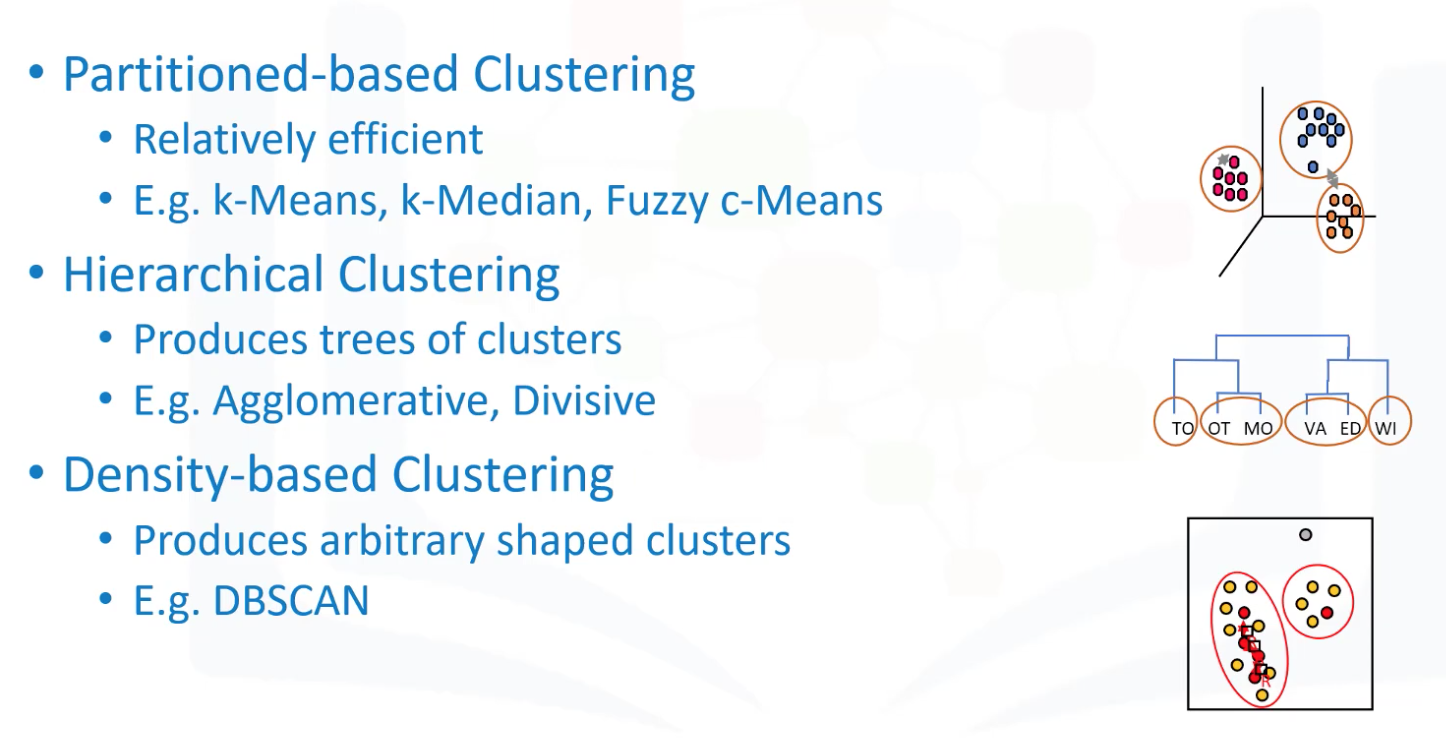 • Partitioned-based Clustering
• Relatively efficient
• E.g. k-Means, k-Median, Fuzzy c-Means
• Hierarchical Clustering
• Produces trees of clusters
• E.g. Agglomerative, Divisive
TO OT MO VA ED WI
• Density-based Clustering
• Produces arbitrary shaped clusters
• E.g. DBSCAN
R